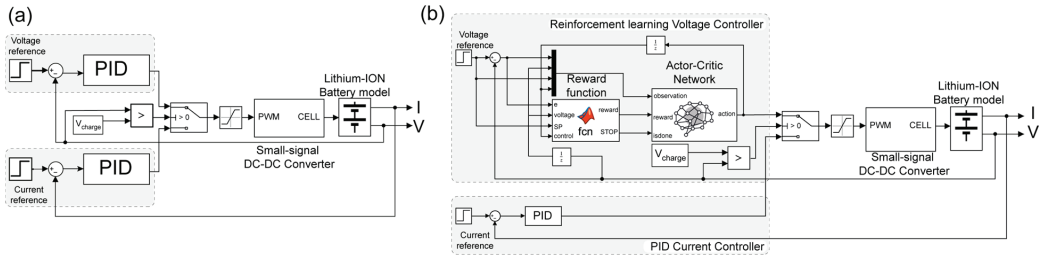 (a)
Voltage
reference
PID
Lithium-ION
Battery model
I
V
>
> 0
Vcharge
PWM CELL
Small-signal
DC-DC Converter
PID
Current
reference
(b)
Reinforcement learning Voltage Controller
Voltage
reference
1/z
Reward
function
Actor-Critic
Network
e
voltage
SP
control
fcn
reward
STOP
observation
reward
isdone
action
1/z
Vcharge
>
> 0
PWM CELL
Small-signal
DC-DC Converter
Lithium-ION
Battery model
I
V
PID
Current
reference
PID Current Controller